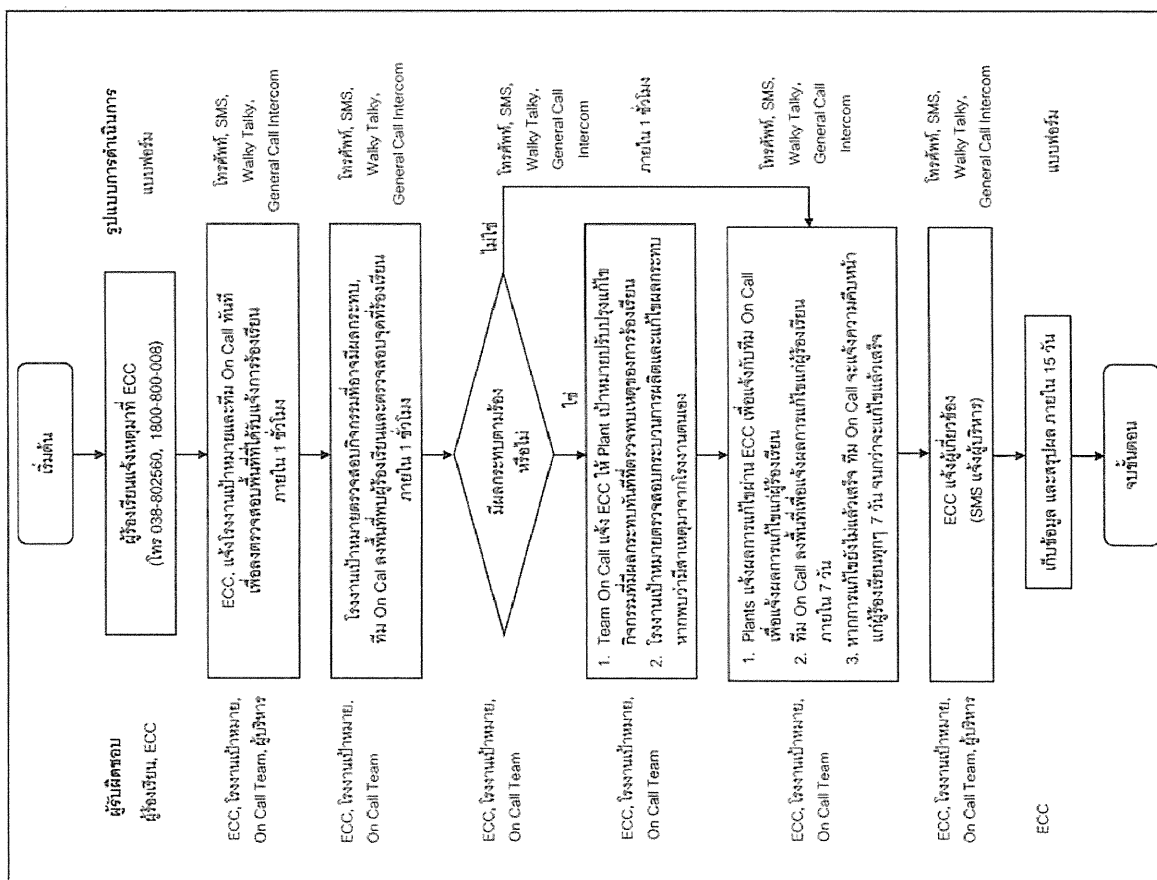 ผู้รับผิดชอบ
รูปแบบการดำเนินการ
เริ่มต้น
ผู้ร้องเรียน, ECC
ผู้ร้องเรียนแจ้งเหตุมาที่ ECC
(โทร 038-802560, 1800-800-008)
แบบฟอร์ม
ECC, โรงงานเป้าหมาย,
On Call Team, ผู้บริหาร
ECC, แจ้งโรงงานเป้าหมายและทีม On Call ทันที
เพื่อลงตรวจสอบพื้นที่ที่ได้รับแจ้งการร้องเรียน
ภายใน 1 ชั่วโมง
โทรศัพท์, SMS,
Walky Talky,
General Call Intercom
ECC, โรงงานเป้าหมาย,
On Call Team
โรงงานเป้าหมายตรวจสอบกิจกรรมที่อาจมีผลกระทบ,
ทีม On Cal ลงพื้นที่พบผู้ร้องเรียนและตรวจสอบจุดที่ร้องเรียน
ภายใน 1 ชั่วโมง
โทรศัพท์, SMS,
Walky Talky,
General Call Intercom
ECC, โรงงานเป้าหมาย,
On Call Team
มีผลกระทบตามร้อง
หรือไม่
ไม่ใช่
ใช่
โทรศัพท์, SMS,
Walky Talky,
General Call
Intercom
ECC, โรงงานเป้าหมาย,
On Call Team
1. Team On Call แจ้ง ECC ให้ Plant เป้าหมายปรับปรุงแก้ไข
กิจกรรมที่มีผลกระทบทันทีที่ตรวจพบเหตุของการร้องเรียน
2. โรงงานเป้าหมายตรวจสอบกระบวนการผลิตและแก้ไขผลกระทบ
หากพบว่ามีสาเหตุมาจากโรงงานตนเอง
ภายใน 1 ชั่วโมง
ECC, โรงงานเป้าหมาย,
On Call Team
1. Plants แจ้งผลการแก้ไขผ่าน ECC เพื่อแจ้งกับทีม On Call
เพื่อแจ้งผลการแก้ไขแก่ผู้ร้องเรียน
2. ทีม On Call ลงพื้นที่เพื่อแจ้งผลการแก้ไขแก่ผู้ร้องเรียน
ภายใน 7 วัน
3. หากการแก้ไขยังไม่แล้วเสร็จ ทีม On Call จะแจ้งความคืบหน้า
แก่ผู้ร้องเรียนทุกๆ 7 วัน จนกว่าจะแก้ไขแล้วเสร็จ
โทรศัพท์, SMS,
Walky Talky,
General Call
Intercom
ECC, โรงงานเป้าหมาย,
On Call Team, ผู้บริหาร
ECC แจ้งผู้เกี่ยวข้อง
(SMS แจ้งผู้บริหาร)
โทรศัพท์, SMS,
Walky Talky,
General Call Intercom
ECC
เก็บข้อมูล และสรุปผล ภายใน 15 วัน
แบบฟอร์ม
จบขั้นตอน